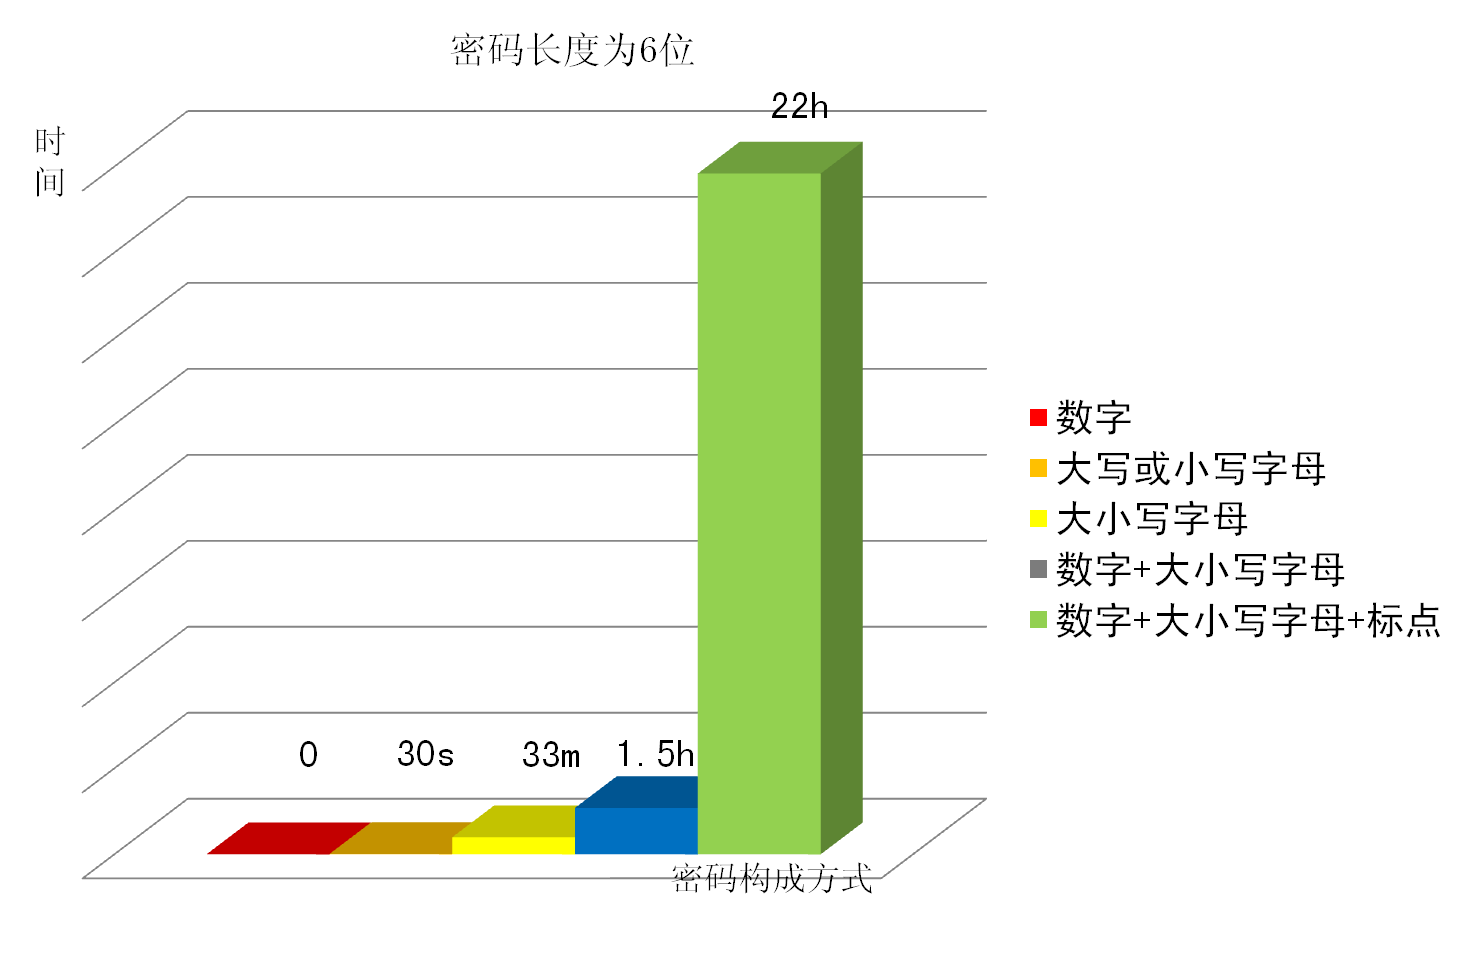 密码长度为6位
时
间
22h
0
30s
33m
1.5h
密码构成方式
数字
大写或小写字母
大小写字母
数字+大小写字母
数字+大小写字母+标点